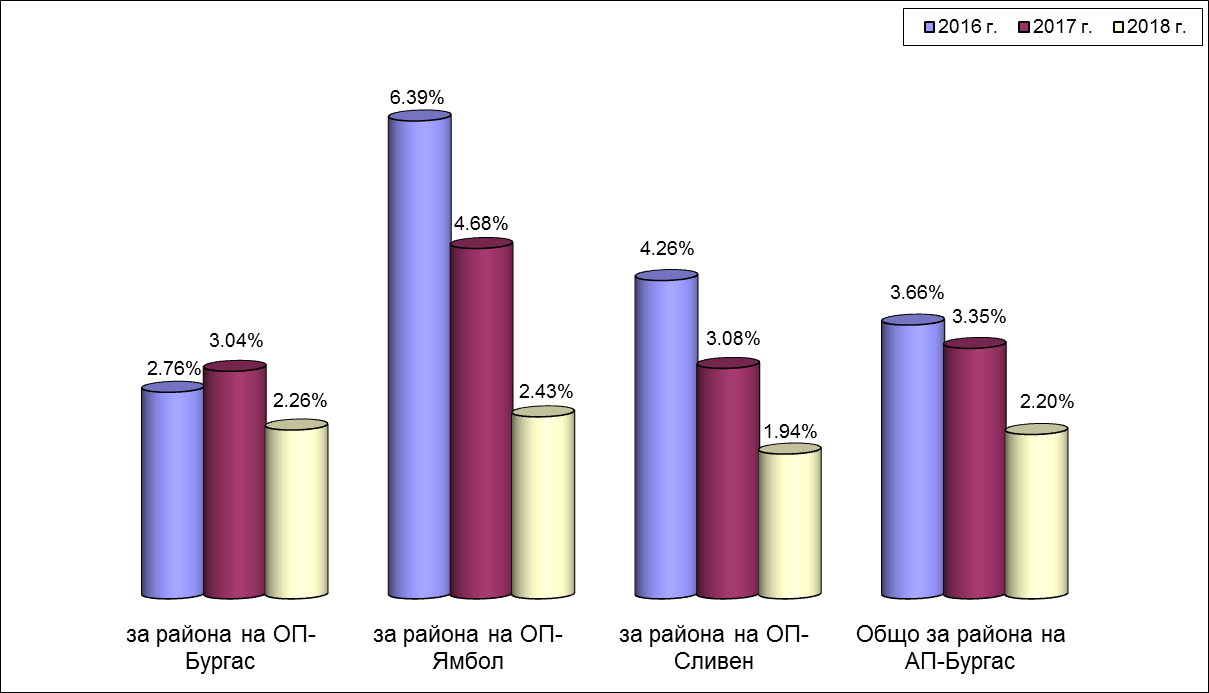 2016 г. 2017 г. 2018 г.
6.39%
4.68%
4.26%
3.66%
3.35%
3.04%
3.08%
2.76%
2.26%
2.43%
2.20%
1.94%
за района на ОП-
Бургас
за района на ОП-
Ямбол
за района на ОП-
Сливен
Общо за района на
АП-Бургас